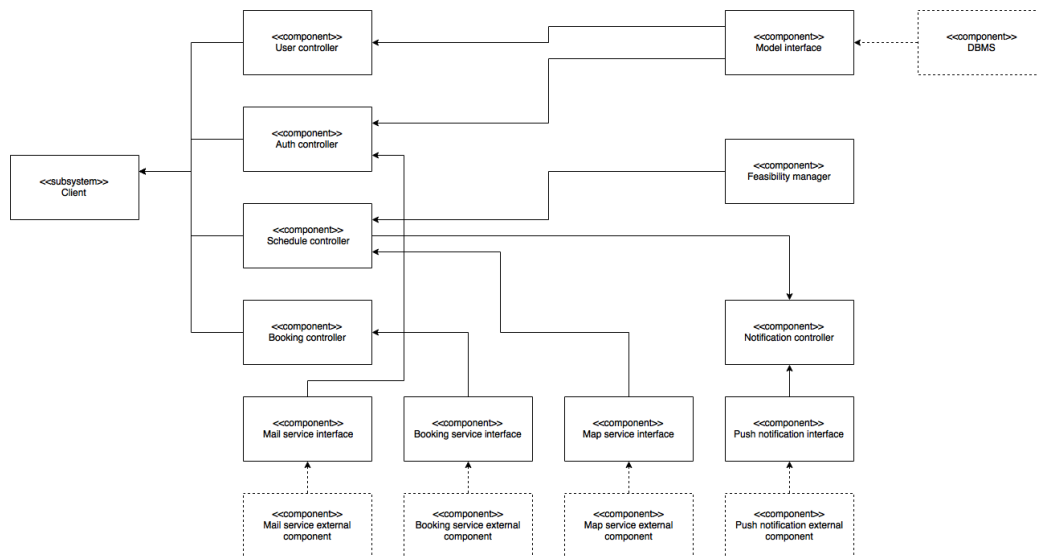 <<component>>
User controller
<<component>>
Model interface
<<component>>
DBMS
<<component>>
Auth controller
<<subsystem>>
Client
<<component>>
Feasibility manager
<<component>>
Schedule controller
<<component>>
Booking controller
<<component>>
Notification controller
<<component>>
Mail service interface
<<component>>
Booking service interface
<<component>>
Map service interface
<<component>>
Push notification interface
<<component>>
Mail service external
component
<<component>>
Booking service external
component
<<component>>
Map service external
component
<<component>>
Push notification external
component